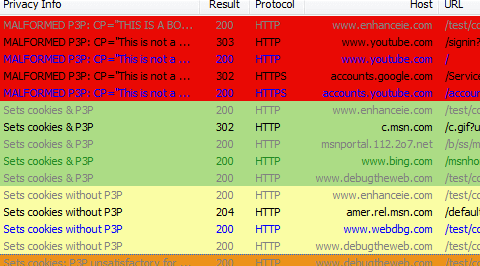 Privacy Info Result Protocol Host URL
MALFORMED P3P: CP="THIS IS A BO... 200 HTTP www.enhanceie.com /test/co
MALFORMED P3P: CP="This is not a ... 303 HTTP www.youtube.com /signin?
MALFORMED P3P: CP="This is not a ... 200 HTTP www.youtube.com /
MALFORMED P3P: CP="This is not a ... 302 HTTPS accounts.google.com /Service
MALFORMED P3P: CP="This is not a ... 200 HTTPS accounts.youtube.com /accounts
Sets cookies & P3P 200 HTTP www.enhanceie.com /test/co
Sets cookies & P3P 302 HTTP c.msn.com /c.gif?u
Sets cookies & P3P 200 HTTP msnportal.112.2o7.net /b/ss/m
Sets cookies & P3P 200 HTTP www.bing.com /msnho
Sets cookies & P3P 200 HTTP www.debugtheweb.com /test/co
Sets cookies without P3P 200 HTTP www.enhanceie.com /test/co
Sets cookies without P3P 204 HTTP amer.rel.msn.com /default
Sets cookies without P3P 200 HTTP www.webdbg.com /test/co
Sets cookies without P3P 200 HTTP www.debugtheweb.com /test/co
Sets cookies; P3P unsatisfactory for 200 HTTP www.debugtheweb.com /test/co